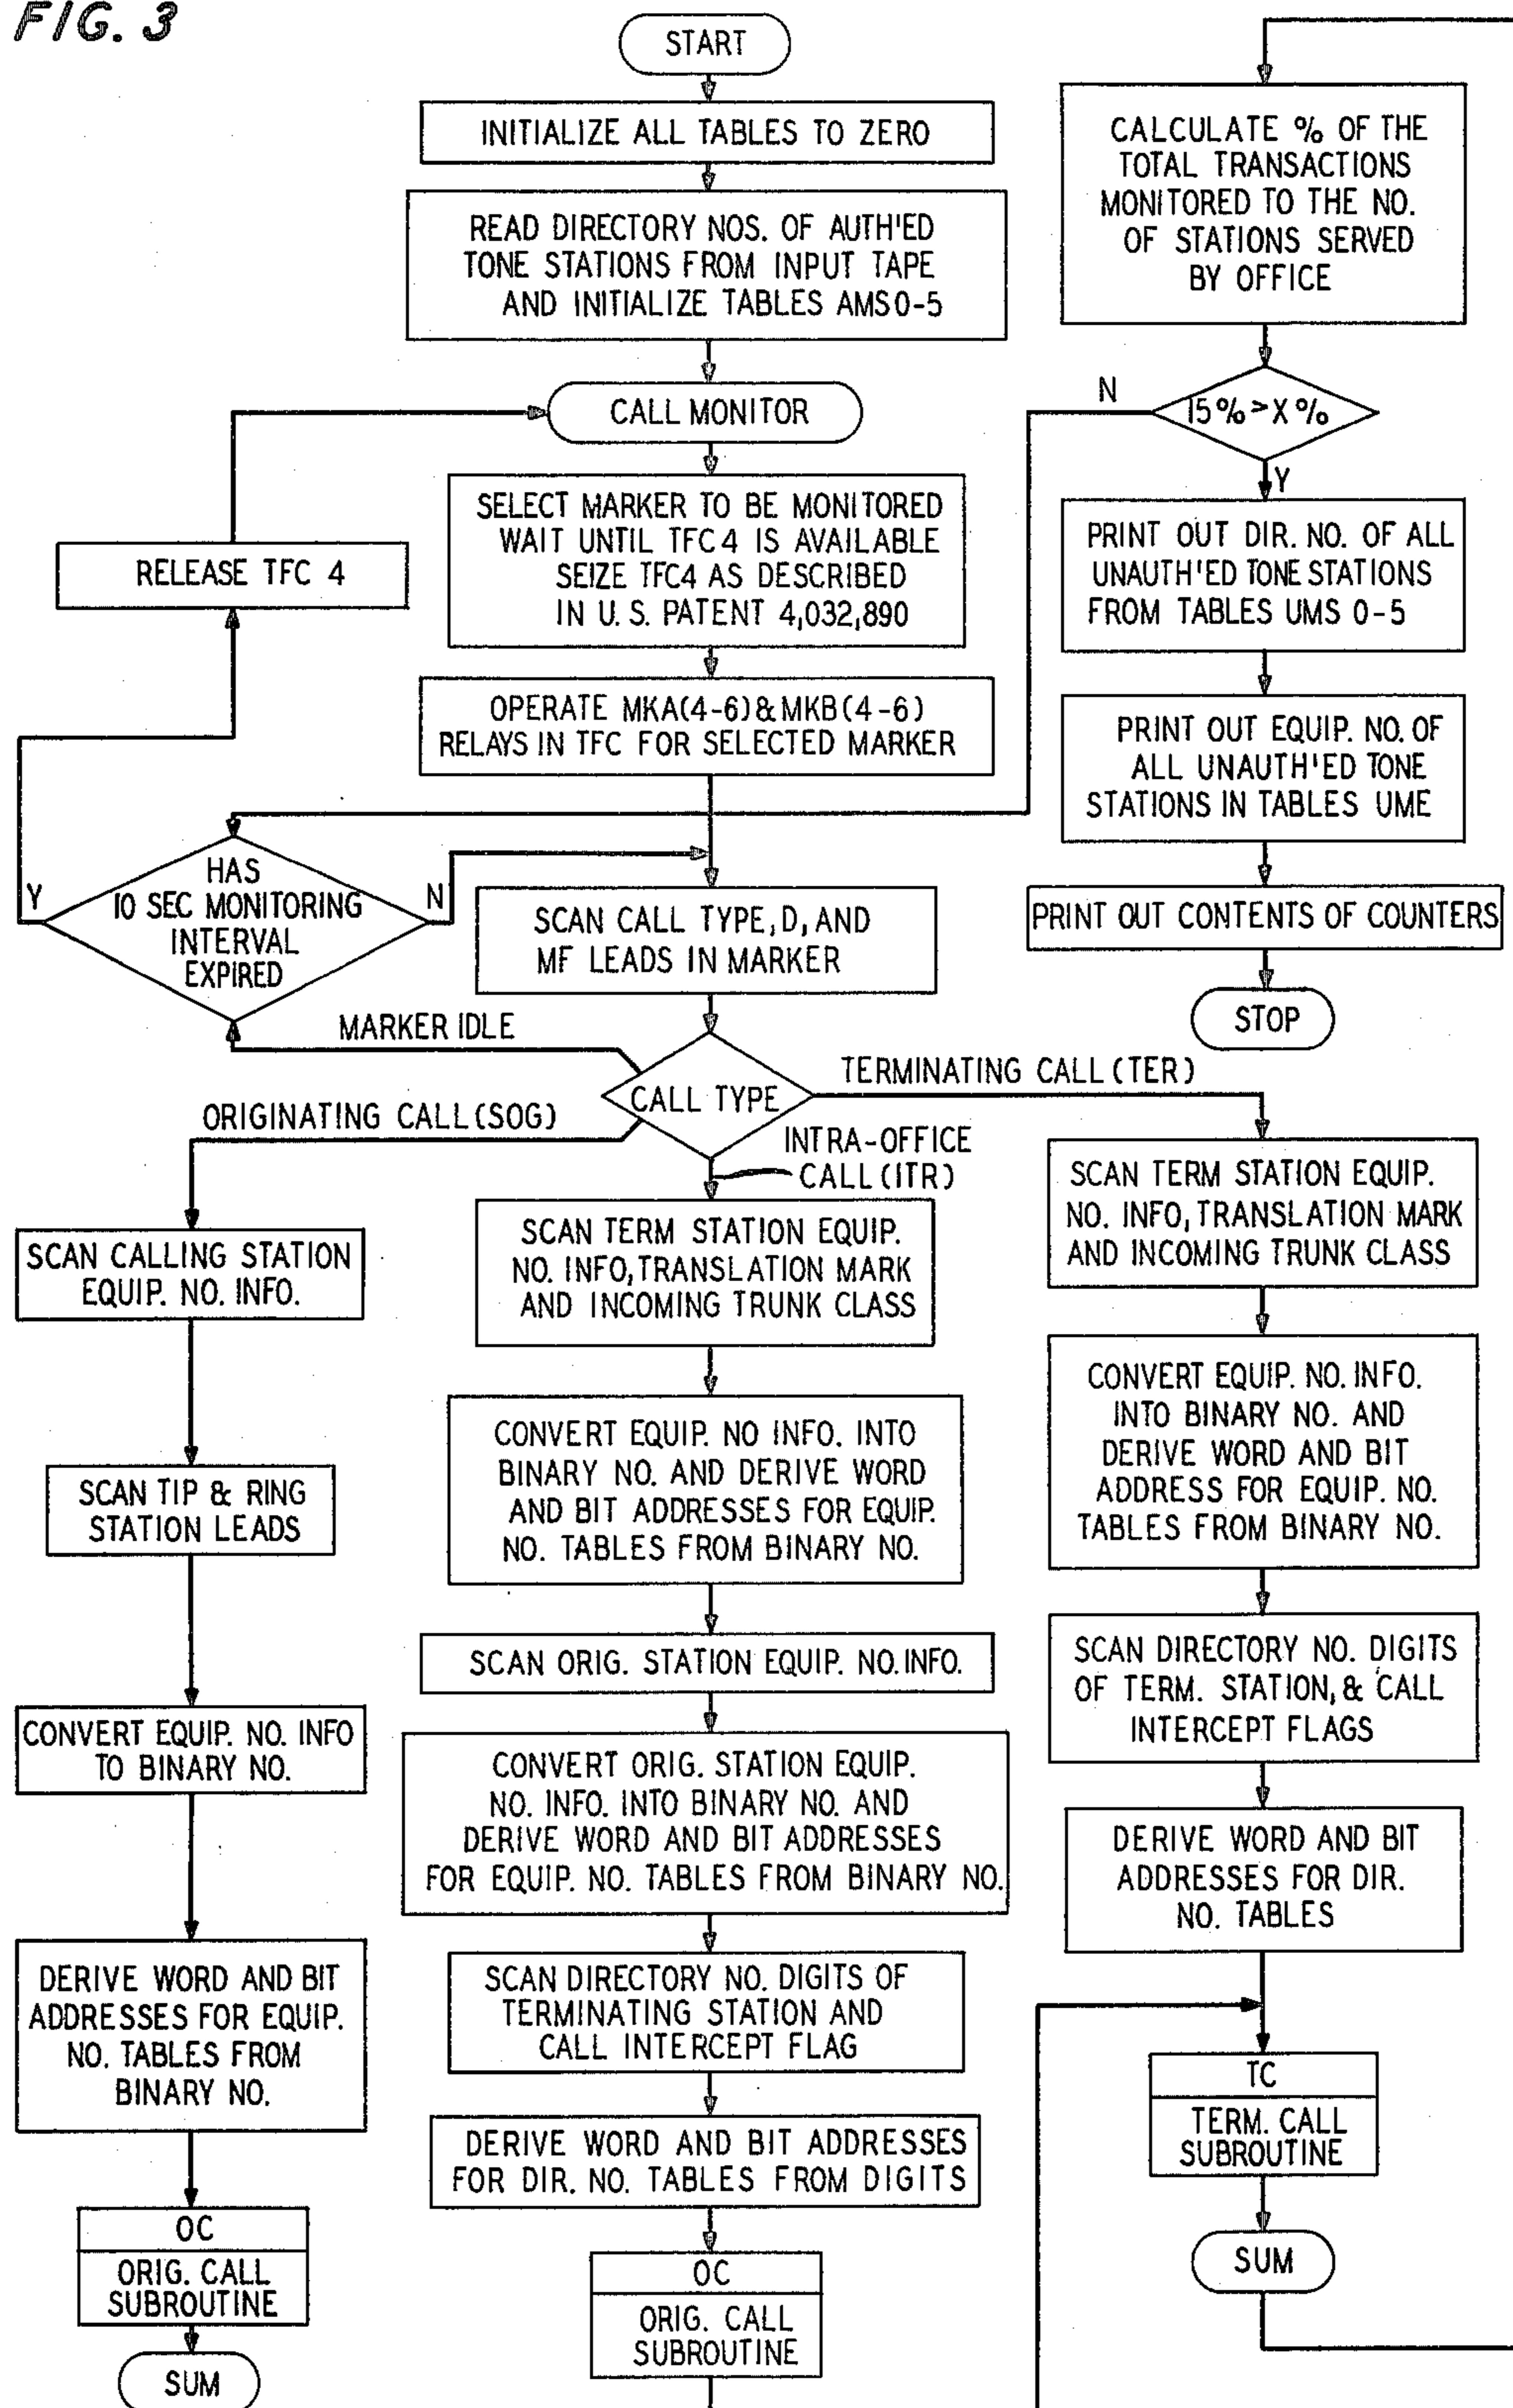 FIG. 3
START
INITIALIZE ALL TABLES TO ZERO
READ DIRECTORY NOS. OF AUTH'ED
TONE STATIONS FROM INPUT TAPE
AND INITIALIZE TABLES AMS0-5
CALL MONITOR
SELECT MARKER TO BE MONITORED
WAIT UNTIL TFC4 IS AVAILABLE
SEIZE TFC4 AS DESCRIBED
IN U.S. PATENT 4,032,890
RELEASE TFC 4
OPERATE MKA(4-6)&MKB(4-6)
RELAYS IN TFC FOR SELECTED MARKER
HAS
10 SEC MONITORING
INTERVAL
EXPIRED
Y
N
SCAN CALL TYPE, D, AND
MF LEADS IN MARKER
MARKER IDLE
CALL TYPE
ORIGINATING CALL(SOG)
INTRA-OFFICE
CALL(ITR)
TERMINATING CALL(TER)
SCAN CALLING STATION
EQUIP. NO. INFO.
SCAN TIP & RING
STATION LEADS
CONVERT EQUIP. NO. INFO
TO BINARY NO.
DERIVE WORD AND BIT
ADDRESSES FOR EQUIP.
NO. TABLES FROM
BINARY NO.
OC
ORIG. CALL
SUBROUTINE
SUM
SCAN TERM STATION EQUIP.
NO. INFO, TRANSLATION MARK
AND INCOMING TRUNK CLASS
CONVERT EQUIP. NO INFO. INTO
BINARY NO. AND DERIVE WORD
AND BIT ADDRESSES FOR EQUIP.
NO. TABLES FROM BINARY NO.
SCAN ORIG. STATION EQUIP. NO. INFO.
CONVERT ORIG. STATION EQUIP.
NO. INFO. INTO BINARY NO. AND
DERIVE WORD AND BIT ADDRESSES
FOR EQUIP. NO. TABLES FROM BINARY NO.
SCAN DIRECTORY NO. DIGITS OF
TERMINATING STATION AND
CALL INTERCEPT FLAG
DERIVE WORD AND BIT ADDRESSES
FOR DIR. NO. TABLES FROM DIGITS
OC
ORIG. CALL
SUBROUTINE
CALCULATE % OF THE
TOTAL TRANSACTIONS
MONITORED TO THE NO.
OF STATIONS SERVED
BY OFFICE
N
15% > X%
Y
PRINT OUT DIR. NO. OF ALL
UNAUTH'ED TONE STATIONS
FROM TABLES UMS 0-5
PRINT OUT EQUIP. NO. OF
ALL UNAUTH'ED TONE
STATIONS IN TABLES UME
PRINT OUT CONTENTS OF COUNTERS
STOP
SCAN TERM STATION EQUIP.
NO. INFO, TRANSLATION MARK
AND INCOMING TRUNK CLASS
CONVERT EQUIP. NO. INFO.
INTO BINARY NO. AND
DERIVE WORD AND BIT
ADDRESS FOR EQUIP. NO.
TABLES FROM BINARY NO.
SCAN DIRECTORY NO. DIGITS
OF TERM. STATION, & CALL
INTERCEPT FLAGS
DERIVE WORD AND BIT
ADDRESSES FOR DIR.
NO. TABLES
TC
TERM. CALL
SUBROUTINE
SUM